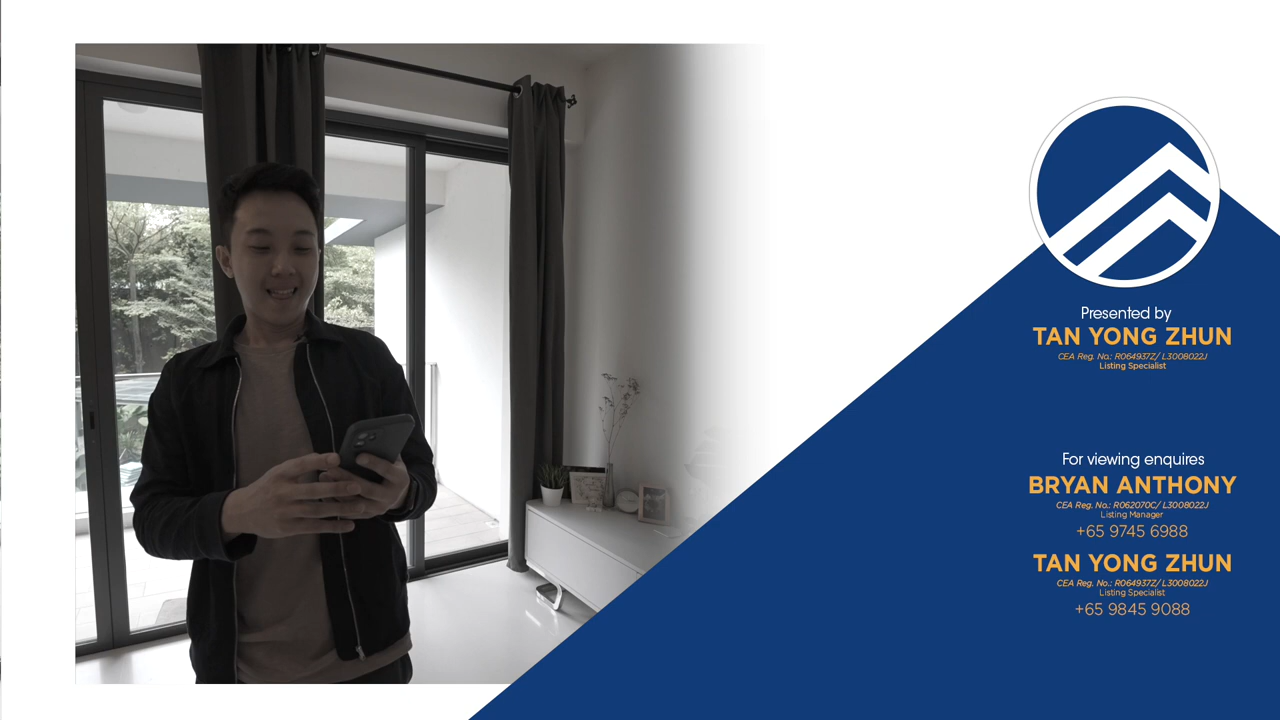 Presented by
TAN YONG ZHUN
CEA Reg. No.: R064937Z/ L3008022J
Listing Specialist
For viewing enquires
BRYAN ANTHONY
CEA Reg. No.: R062070C/ L3008022J
Listing Manager
+65 9745 6988
TAN YONG ZHUN
CEA Reg. No.: R064937Z/ L3008022J
Listing Specialist
+65 9845 9088